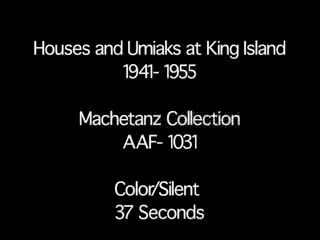 Houses and Umiaks at King Island
1941- 1955
Machetanz Collection
AAF- 1031
Color/Silent
37 Seconds